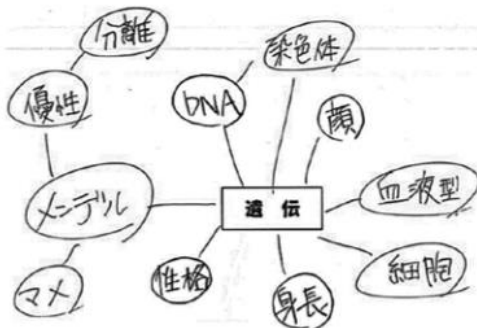 分離
染色体
優性
DNA
顔
メンデル
遺伝
血液型
マメ
性格
身長
細胞